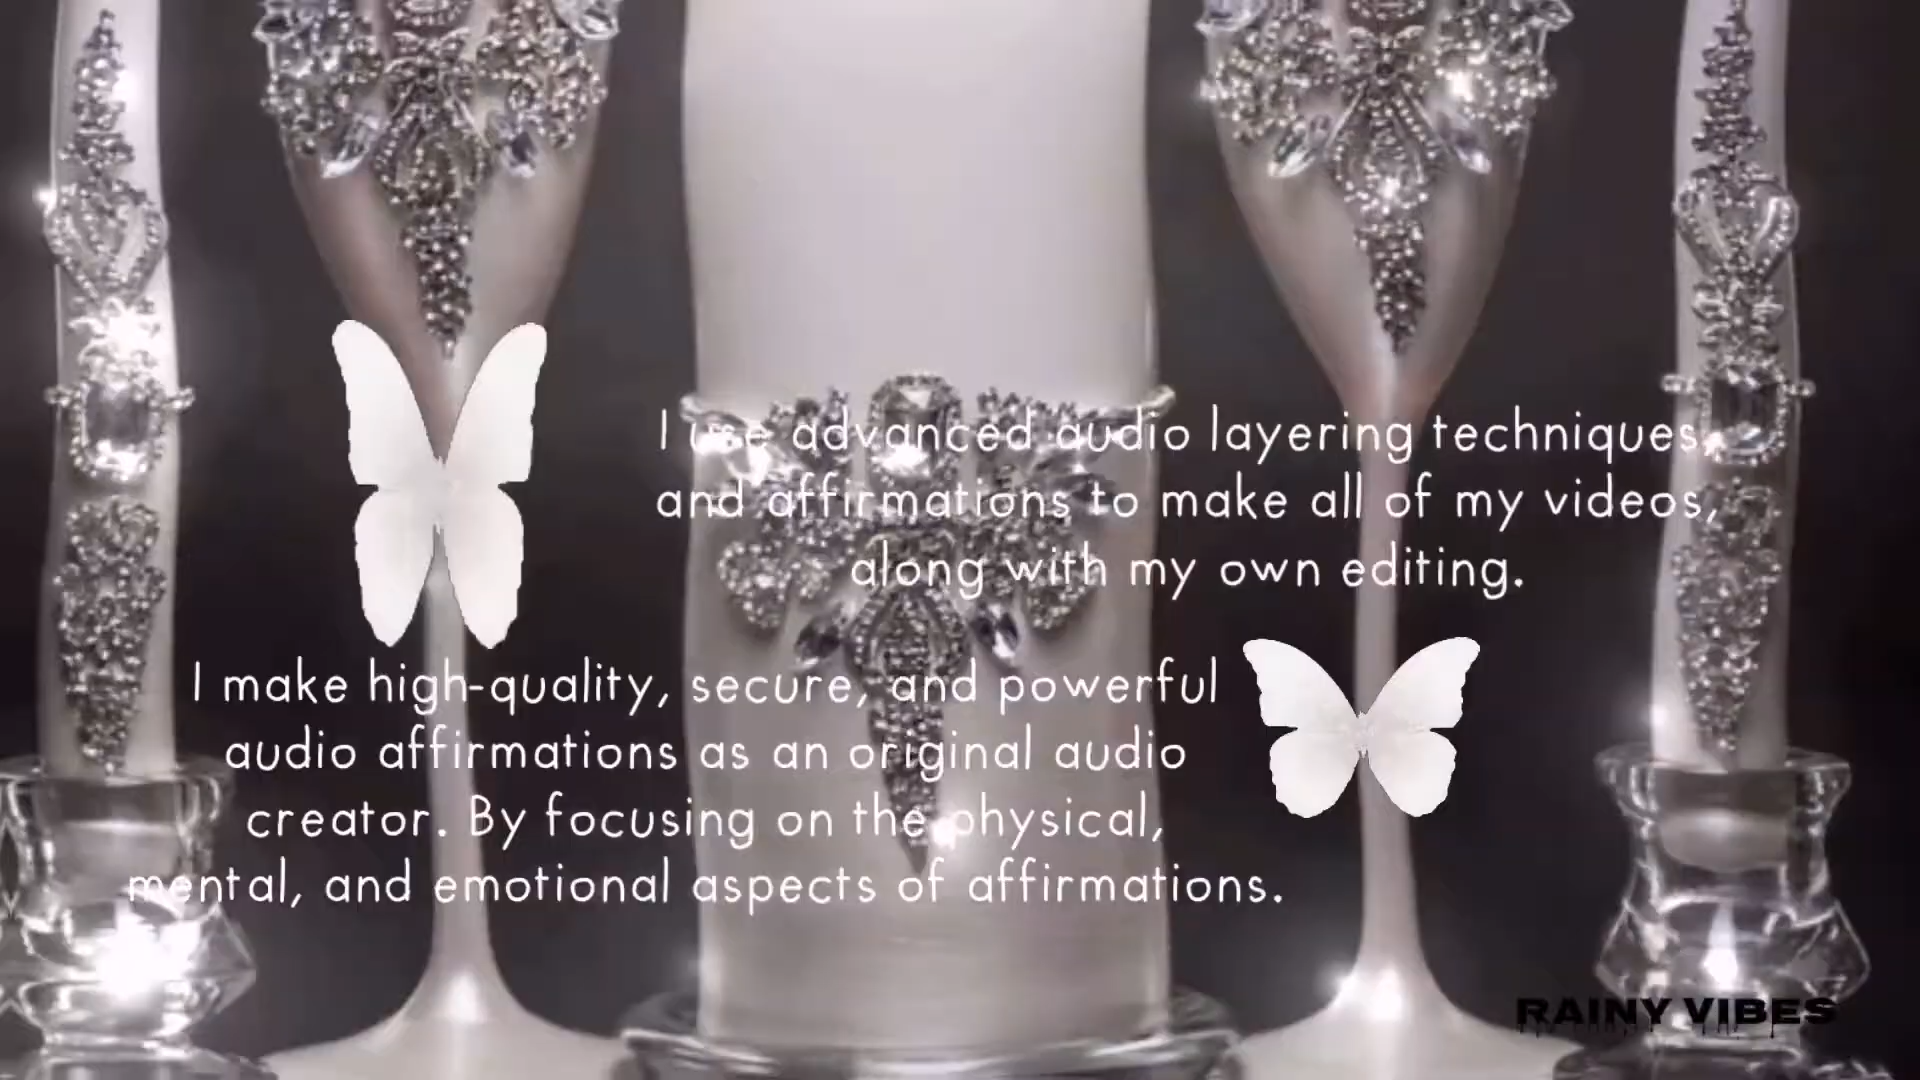 I use advanced audio layering techniques,
and affirmations to make all of my videos,
along with my own editing.
I make high-quality, secure, and powerful
audio affirmations as an original audio
creator. By focusing on the physical,
mental, and emotional aspects of affirmations.
RAINY VIBES